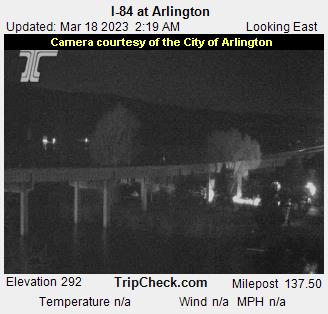 I-84 at Arlington
Updated: Mar 18 2023 2:19 AM Looking East
Camera courtesy of the City of Arlington
Elevation 292 TripCheck.com Milepost 137.50
Temperature n/a Wind n/a MPH n/a